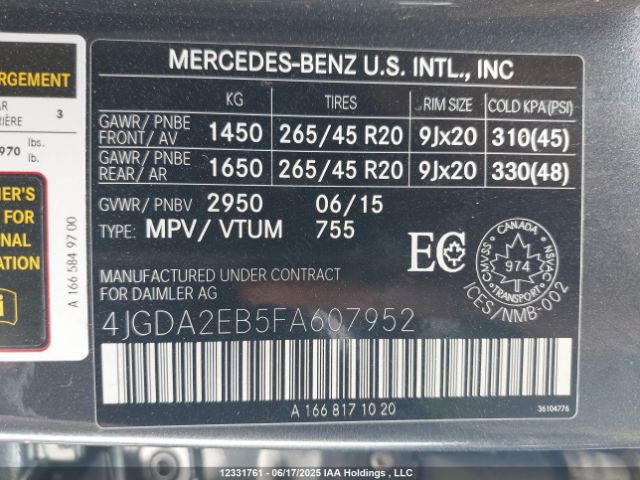 MERCEDES-BENZ U.S. INTL., INC
KG TIRES RIM SIZE COLD KPA (PSI)
GAWR/ PNBE FRONT/ AV 1450 265/45 R20 9Jx20 310(45)
GAWR/ PNBE REAR/ AR 1650 265/45 R20 9Jx20 330(48)
GVWR/ PNBV 2950 06/15
TYPE: MPV/ VTUM 755
EC
CANADA
CMVSS
NSVAC
974
TRANSPORT
ICES/NMB-002
MANUFACTURED UNDER CONTRACT
FOR DAIMLER AG
4JGDA2EB5FA607952
A 166 817 10 20
36104776
RGEMENT
AR
IÈRE 3
970 lbs.
lb.
ER'S
FOR
NAL
ATION
A 166 584 97 00
12331761 - 06/17/2025 IAA Holdings , LLC